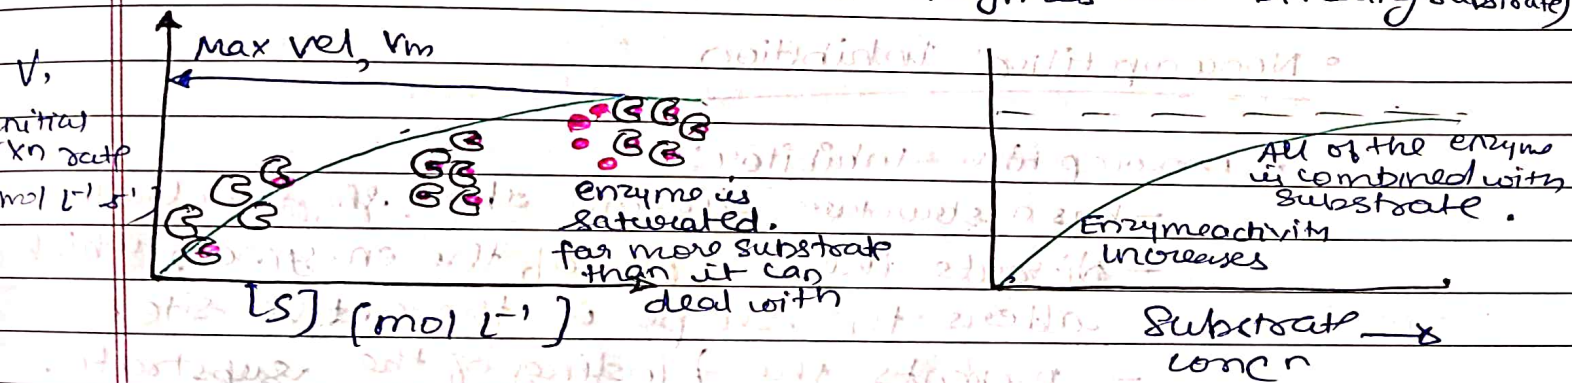 Max vel, Vm
V,
nitial
xn rate
mol L⁻¹ s⁻¹
enzyme is
saturated.
far more substrate
than it can
deal with
[S] (mol L⁻¹)
All of the enzyme
is combined with
substrate.
Enzyme activity
increases
Substrate
concn